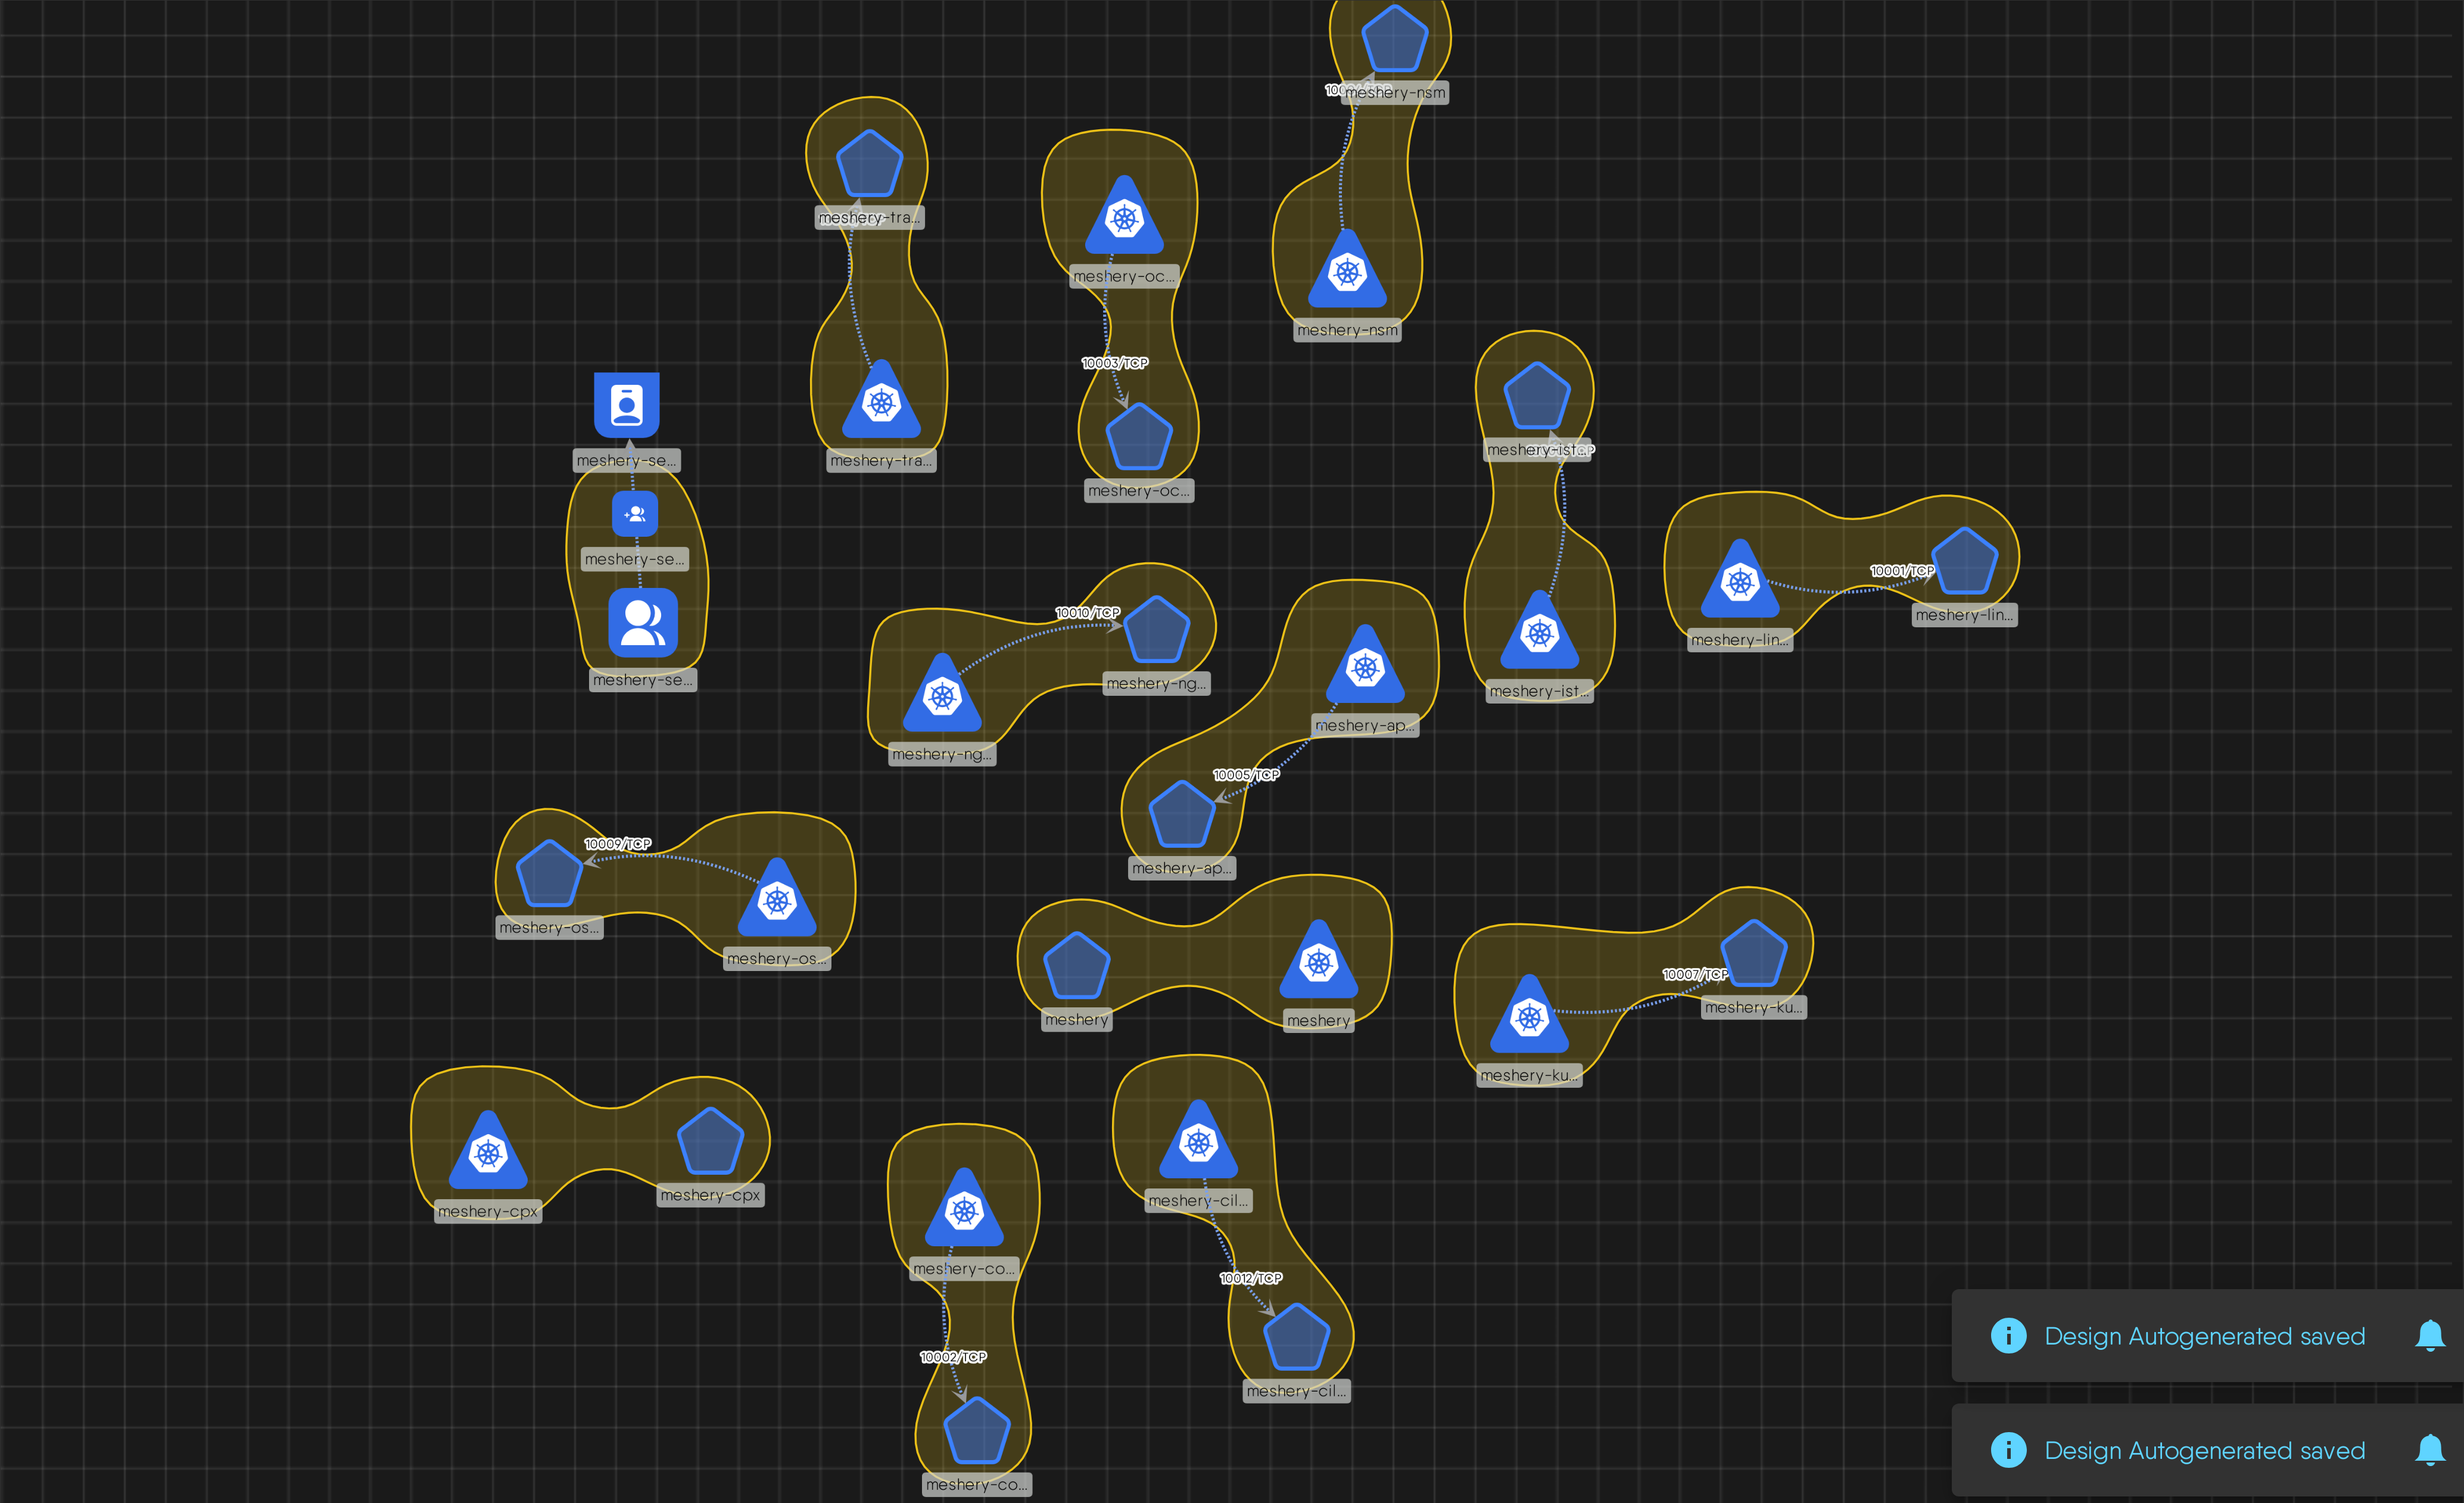 meshery-nsm
meshery-tra...
meshery-oc...
meshery-nsm
10003/TCP
meshery-ist...
meshery-se...
meshery-tra...
meshery-oc...
meshery-se...
10001/TCP
meshery-lin...
10010/TCP
meshery-lin...
meshery-se...
meshery-ng...
meshery-ist...
meshery-ap...
meshery-ng...
10005/TCP
10009/TCP
meshery-ap...
meshery-os...
meshery-os...
10007/TCP
meshery-ku...
meshery
meshery
meshery-ku...
meshery-cpx
meshery-cil...
meshery-cpx
meshery-co...
10012/TCP
10002/TCP
meshery-cil...
meshery-co...
Design Autogenerated saved
Design Autogenerated saved